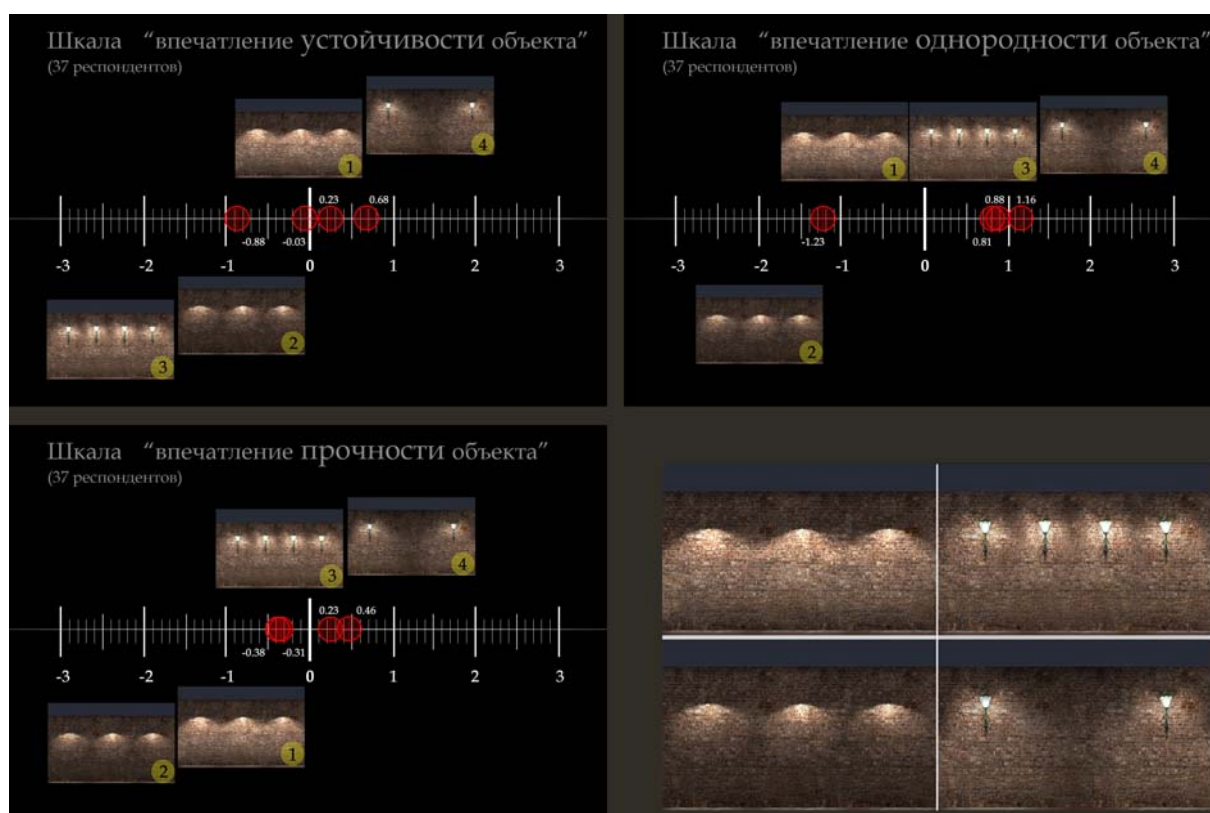 Шкала “впечатление устойчивости объекта”
(37 респондентов)
4
1
0.23 0.68
-0.88 -0.03
-3 -2 -1 0 1 2 3
2
3
Шкала “впечатление однородности объекта”
(37 респондентов)
1 3 4
0.88 1.16
-1.23 0.81
-3 -2 -1 0 1 2 3
2
Шкала “впечатление прочности объекта”
(37 респондентов)
3 4
0.23 0.46
-0.38 -0.31
-3 -2 -1 0 1 2 3
1
2